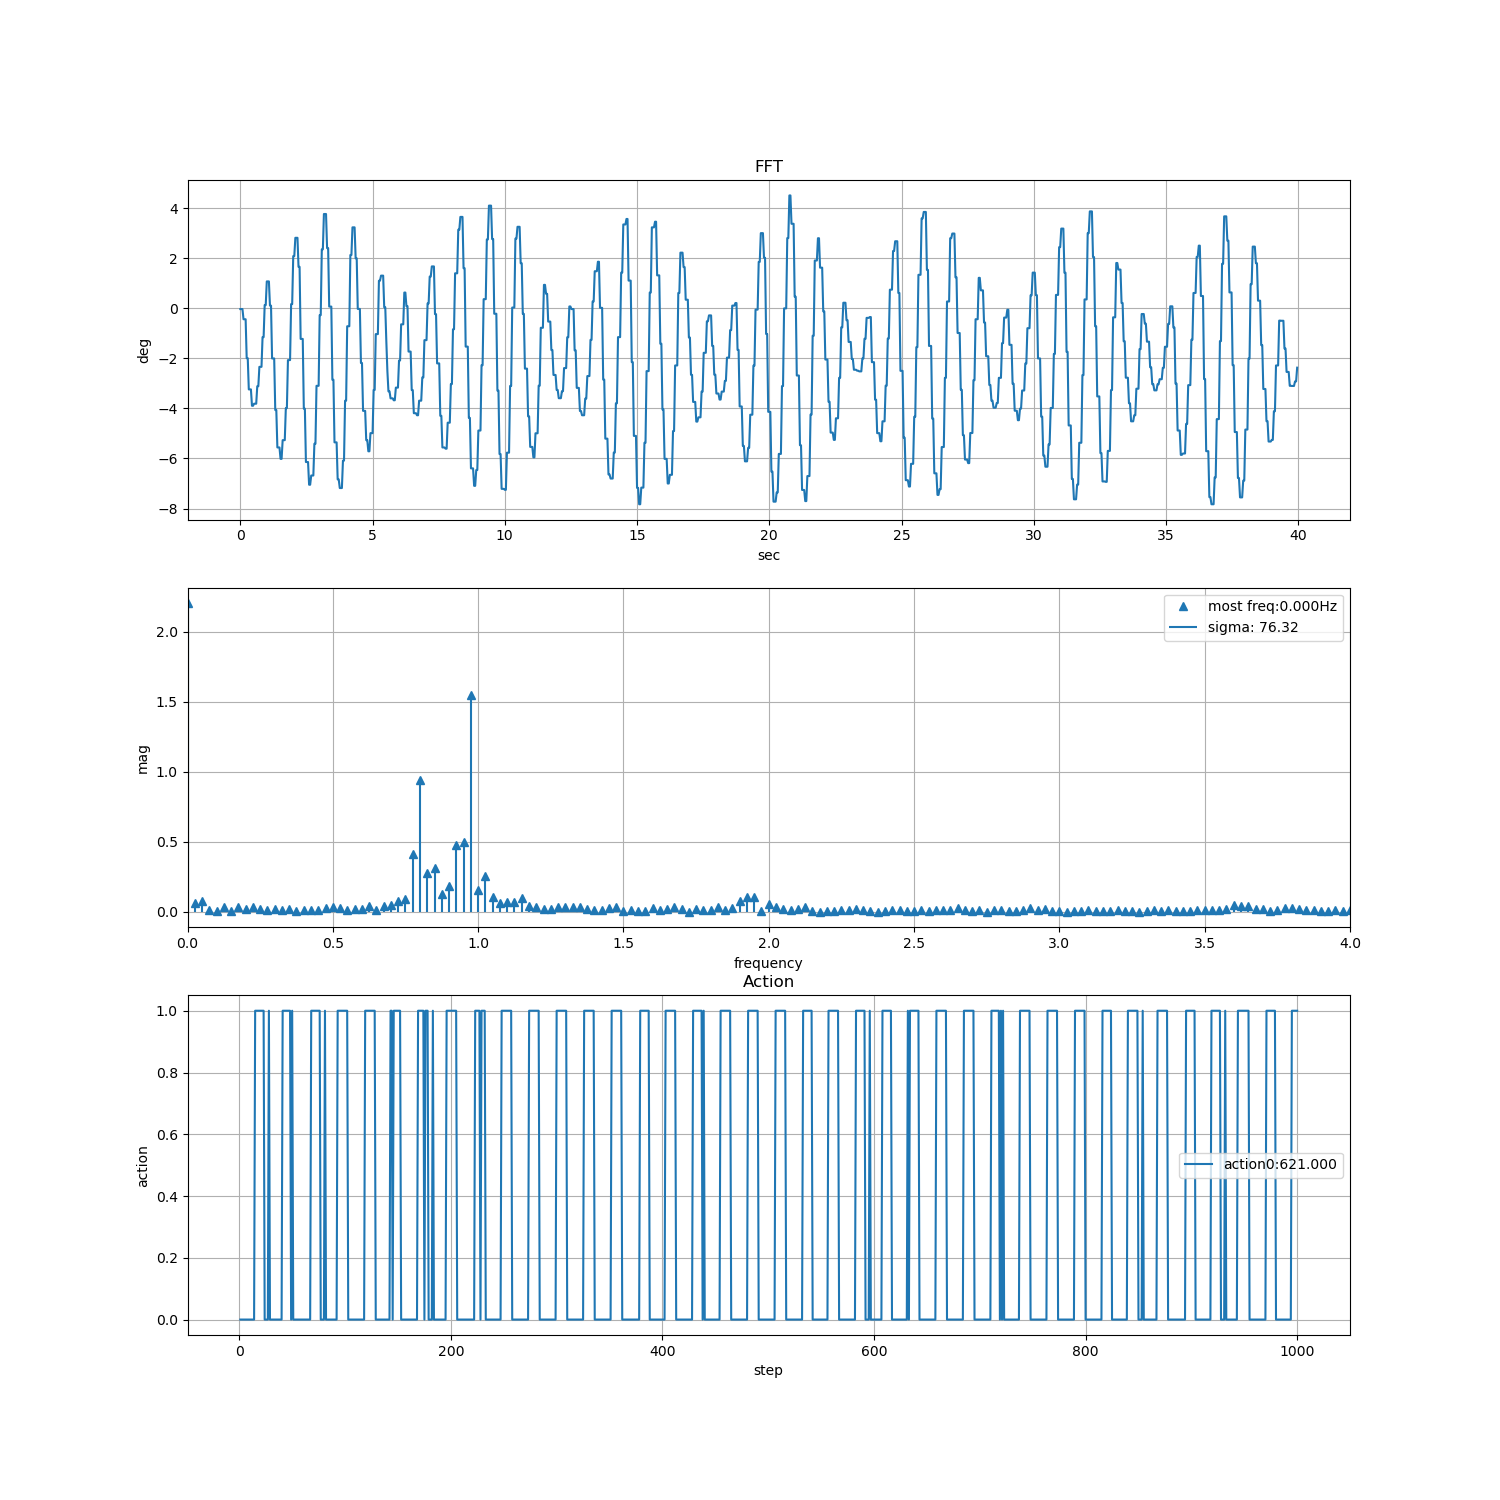 FFT
4
2
0
−2
−4
−6
−8
deg
0 5 10 15 20 25 30 35 40
sec
2.0
1.5
1.0
0.5
0.0
mag
most freq:0.000Hz
sigma: 76.32
0.0 0.5 1.0 1.5 2.0 2.5 3.0 3.5 4.0
frequency
Action
1.0
0.8
0.6
0.4
0.2
0.0
action
action0:621.000
0 200 400 600 800 1000
step